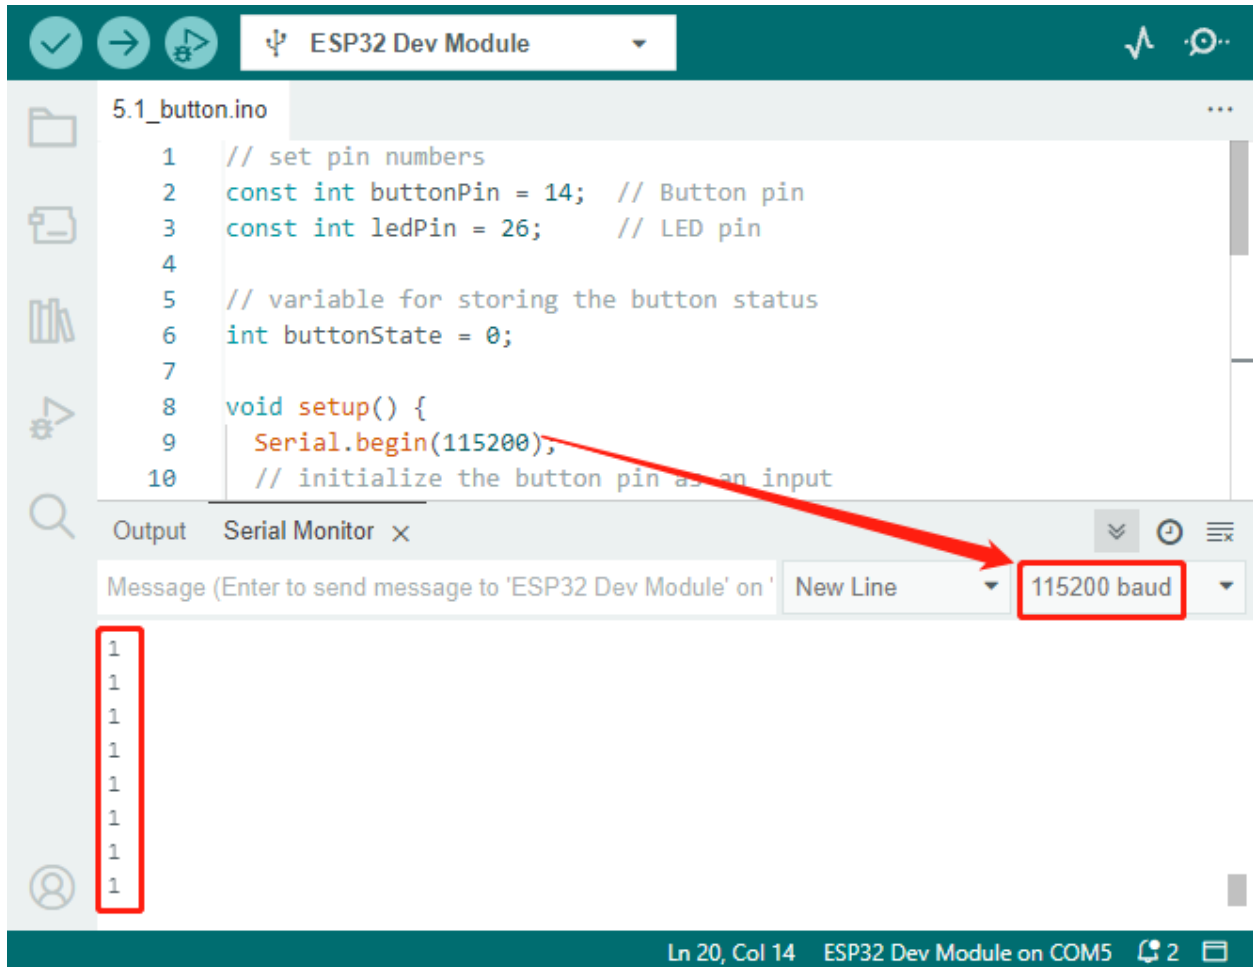 ESP32 Dev Module
5.1_button.ino
1 // set pin numbers
2 const int buttonPin = 14;  // Button pin
3 const int ledPin = 26;     // LED pin
4
5 // variable for storing the button status
6 int buttonState = 0;
7
8 void setup() {
9   Serial.begin(115200);
10   // initialize the button pin as an input
Output Serial Monitor
Message (Enter to send message to 'ESP32 Dev Module' on ' New Line 115200 baud
1
1
1
1
1
1
1
1
Ln 20, Col 14 ESP32 Dev Module on COM5 2